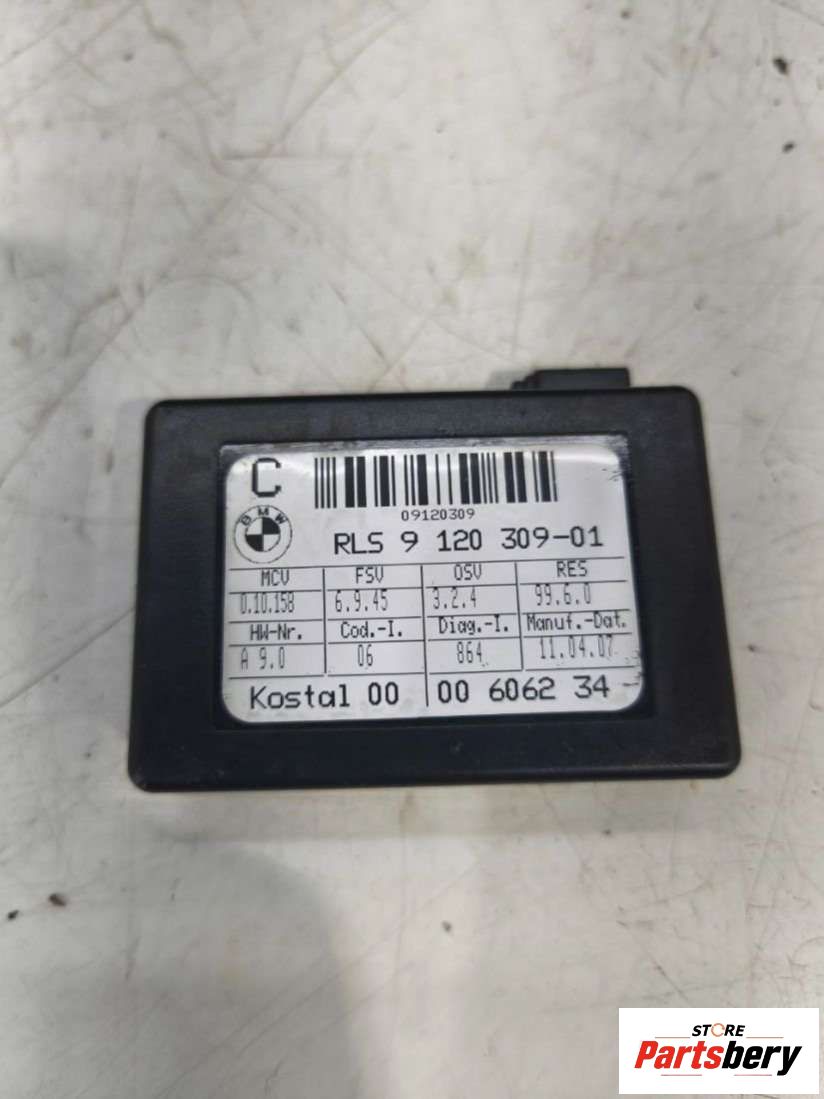 C
09120309
BMW
RLS 9 120 309-01
MCV FSV OSV RES
0.10.158 6.9.45 3.2.4 99.6.0
HW-Nr. Cod.-I. Diag.-I. Manuf.-Dat.
A 9.0 06 864 11.04.07
Kostal 00 00 6062 34
STORE
Partsbery